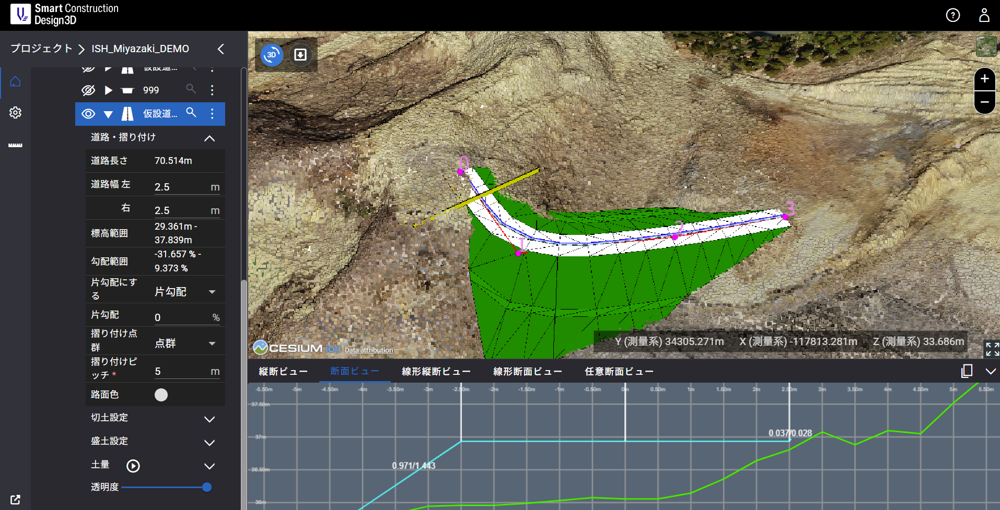 Smart Construction
Design3D
プロジェクト
ISH_Miyazaki_DEMO
仮設道...
999
仮設道...
道路・摺り付け
道路長さ 70.514m
道路幅 左 2.5 m
右 2.5 m
標高範囲 29.361m -
37.839m
勾配範囲 -31.657 % -
9.373 %
片勾配にす
る 片勾配
片勾配 0 %
摺り付け点
群 点群
摺り付けピ
ッチ * 5 m
路面色
切土設定
盛土設定
土量
透明度
3D
+
−
0
1
2
3
CESIUM ion Data attribution
Y (測量系) 34305.271m X (測量系) -117813.281m Z (測量系) 33.686m
縦断ビュー 断面ビュー 線形縦断ビュー 線形断面ビュー 任意断面ビュー
-5.50m -5m -4.50m -4m -3.50m -3m -2.50m -2m -1.50m -1m -0.50m 0m 0.50m 1m 1.50m 2m 2.50m 3m 3.50m 4m 4.50m 5m 5.50m
37.50m
37m
36.50m
36m
0.037/0.028
0.971/1.443